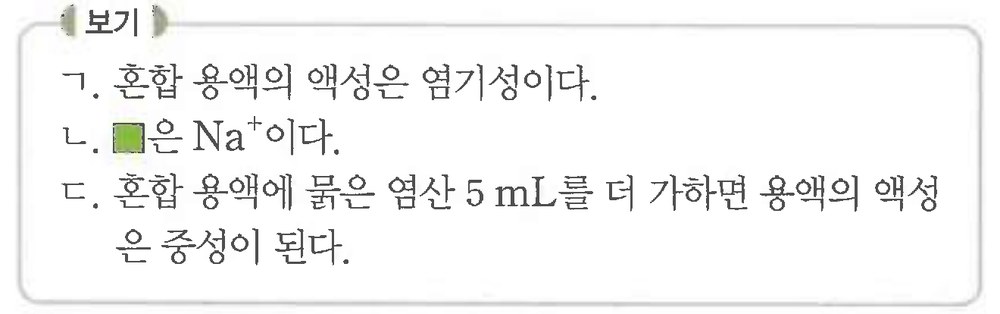 보기
ㄱ. 혼합 용액의 액성은 염기성이다.
ㄴ. 은 Na⁺이다.
ㄷ. 혼합 용액에 묽은 염산 5 mL를 더 가하면 용액의 액성
은 중성이 된다.